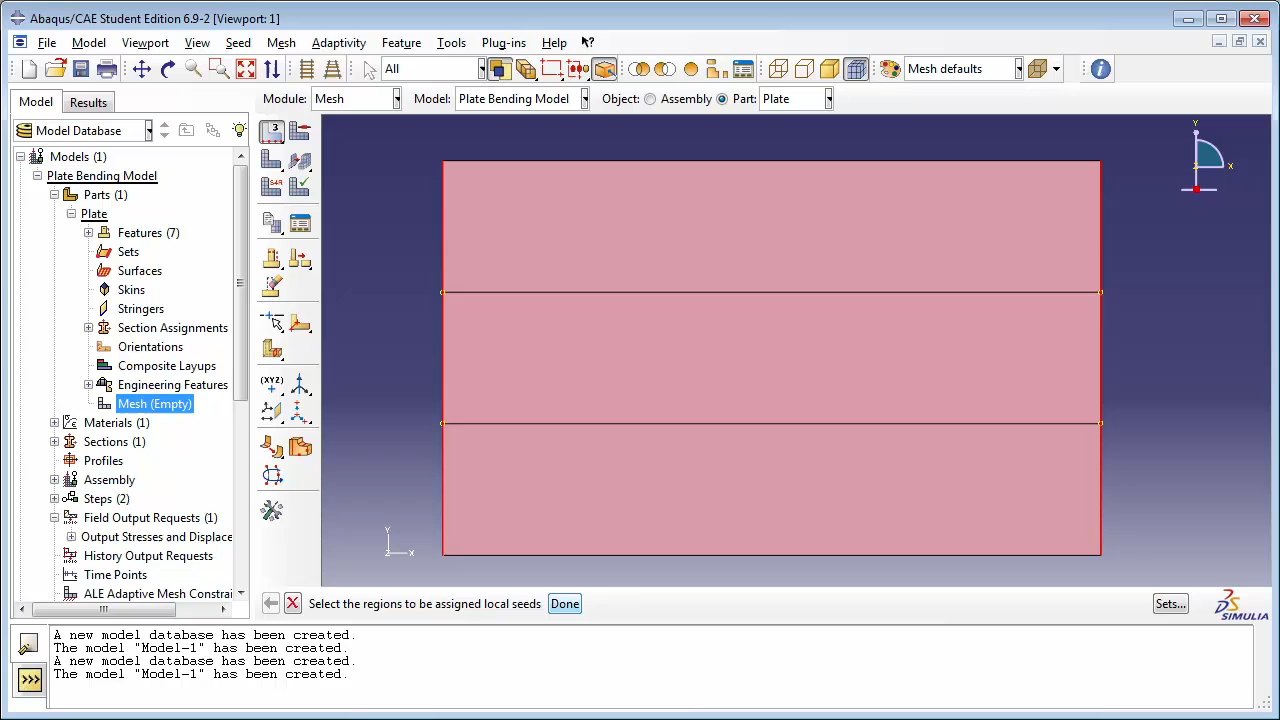 Abaqus/CAE Student Edition 6.9-2 [Viewport: 1]
File Model Viewport View Seed Mesh Adaptivity Feature Tools Plug-ins Help
All
Mesh defaults
Model Results
Module: Mesh Model: Plate Bending Model Object: Assembly Part: Plate
Model Database
Models (1)
Plate Bending Model
Parts (1)
Plate
Features (7)
Sets
Surfaces
Skins
Stringers
Section Assignments
Orientations
Composite Layups
Engineering Features
Mesh (Empty)
Materials (1)
Sections (1)
Profiles
Assembly
Steps (2)
Field Output Requests (1)
Output Stresses and Displace
History Output Requests
Time Points
ALE Adaptive Mesh Constrai
3
S4R
(XYZ)
Y
X
Z
Y
Z X
Select the regions to be assigned local seeds Done Sets...
SIMULIA
A new model database has been created.
The model "Model-1" has been created.
A new model database has been created.
The model "Model-1" has been created.
>>>